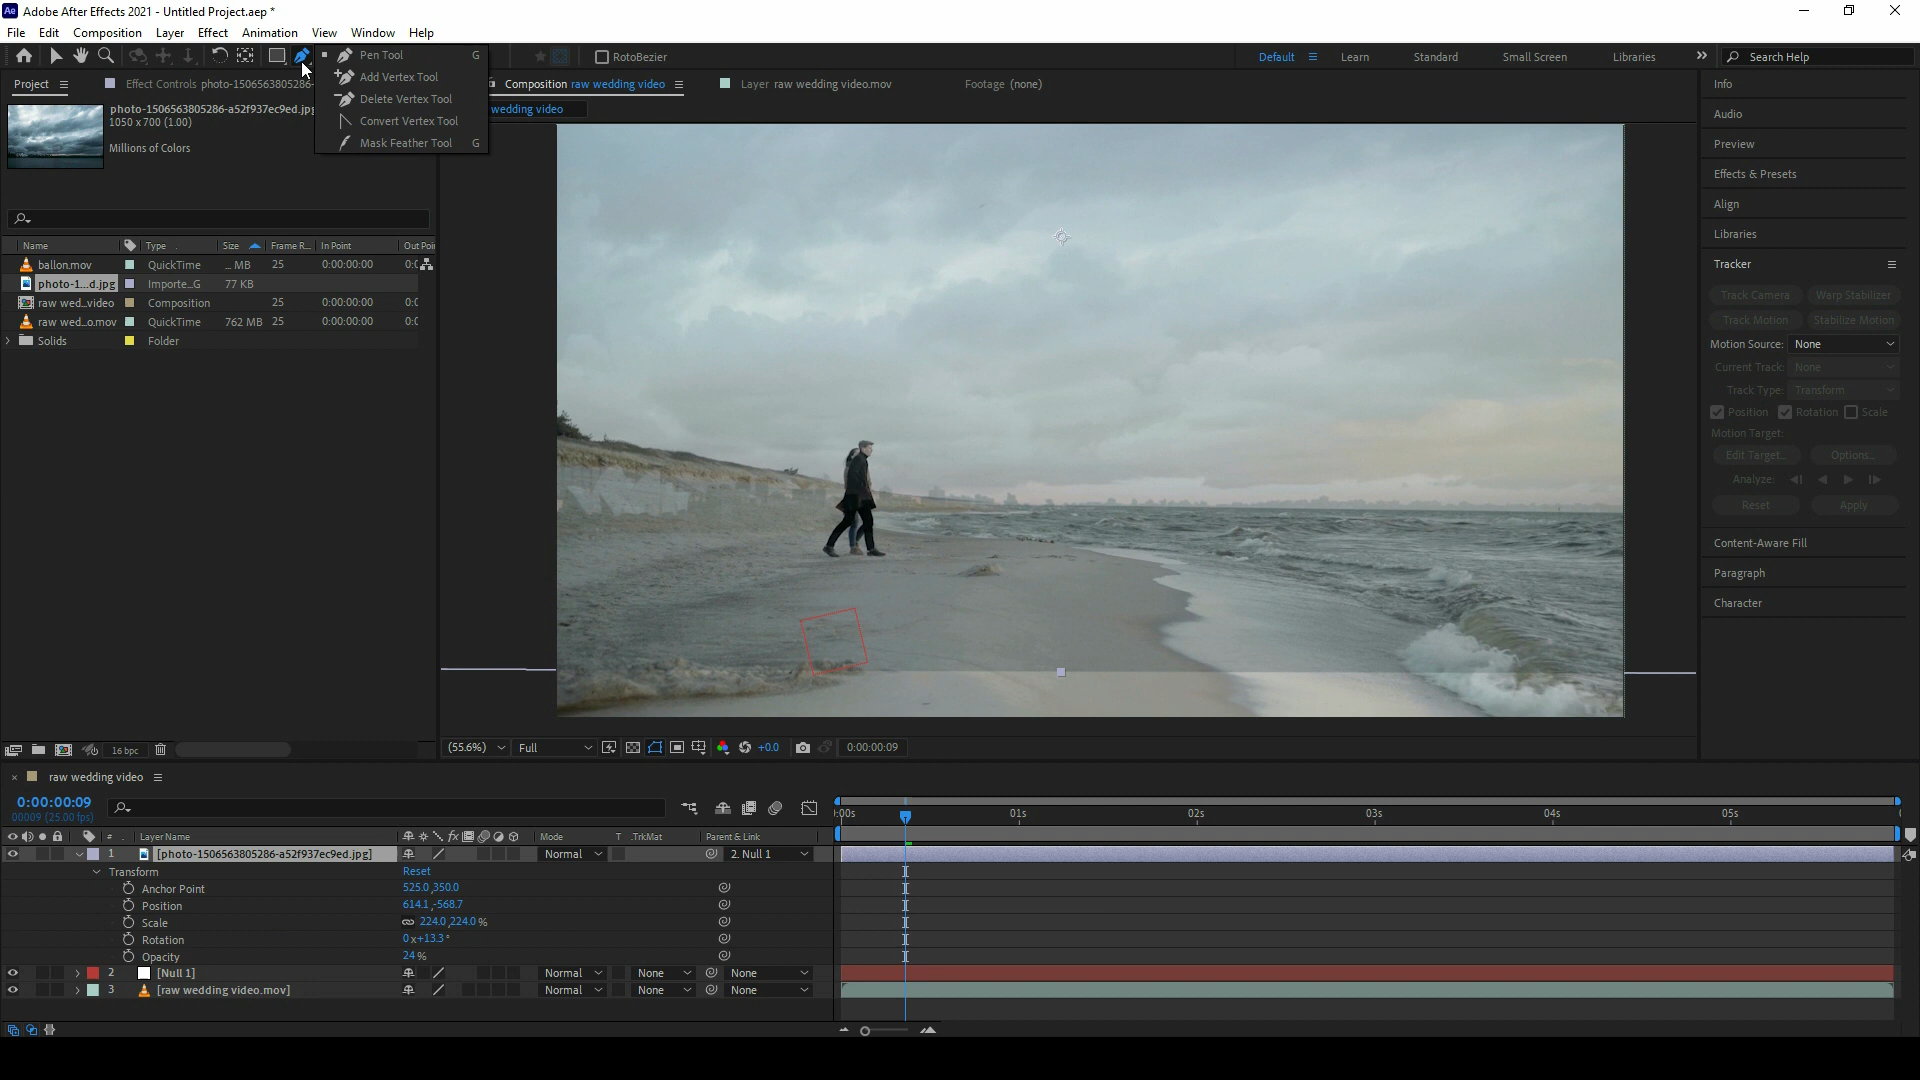 Adobe After Effects 2021 - Untitled Project.aep *
File Edit Composition Layer Effect Animation View Window Help
RotoBezier
Default Learn Standard Small Screen Libraries Search Help
Pen Tool G
Add Vertex Tool
Delete Vertex Tool
Convert Vertex Tool
Mask Feather Tool G
Project Effect Controls photo-1506563805286-
Composition raw wedding video Layer raw wedding video.mov Footage (none)
wedding video
photo-1506563805286-a52f937ec9ed.jpg
1050 x 700 (1.00)
Millions of Colors
Name Type Size Frame R... In Point Out Poin
ballon.mov QuickTime ... MB 25 0:00:00:00 0:0
photo-1...d.jpg Importe...G 77 KB
raw wed...video Composition 25 0:00:00:00 0:0
raw wed...o.mov QuickTime 762 MB 25 0:00:00:00 0:0
Solids Folder
16 bpc
(55.6%) Full +0.0 0:00:00:09
Info
Audio
Preview
Effects & Presets
Align
Libraries
Tracker
Track Camera Warp Stabilizer
Track Motion Stabilize Motion
Motion Source: None
Current Track: None
Track Type: Transform
Position Rotation Scale
Motion Target:
Edit Target... Options...
Analyze:
Reset Apply
Content-Aware Fill
Paragraph
Character
raw wedding video
0:00:00:09
00009 (25.00 fps)
:00s 01s 02s 03s 04s 05s
# Layer Name Mode T .TrkMat Parent & Link
1 [photo-1506563805286-a52f937ec9ed.jpg] Normal 2. Null 1
Transform Reset
Anchor Point 525.0,350.0
Position 614.1,-568.7
Scale 224.0,224.0 %
Rotation 0x+13.3°
Opacity 24%
2 [Null 1] Normal None None
3 [raw wedding video.mov] Normal None None